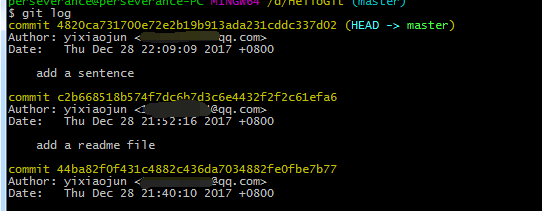 perseverance@perseverance-PC MINGW64 /d/HelloGit (master)
$ git log
commit 4820ca731700e72e2b19b913ada231cddc337d02 (HEAD -> master)
Author: yixiaojun <qq.com>
Date:   Thu Dec 28 22:09:09 2017 +0800
add a sentence
commit c2b668518b574f7dc6b7d3c6e4432f2f2c61efa6
Author: yixiaojun <@qq.com>
Date:   Thu Dec 28 21:52:16 2017 +0800
add a readme file
commit 44ba82f0f431c4882c436da7034882fe0fbe7b77
Author: yixiaojun <@qq.com>
Date:   Thu Dec 28 21:40:10 2017 +0800